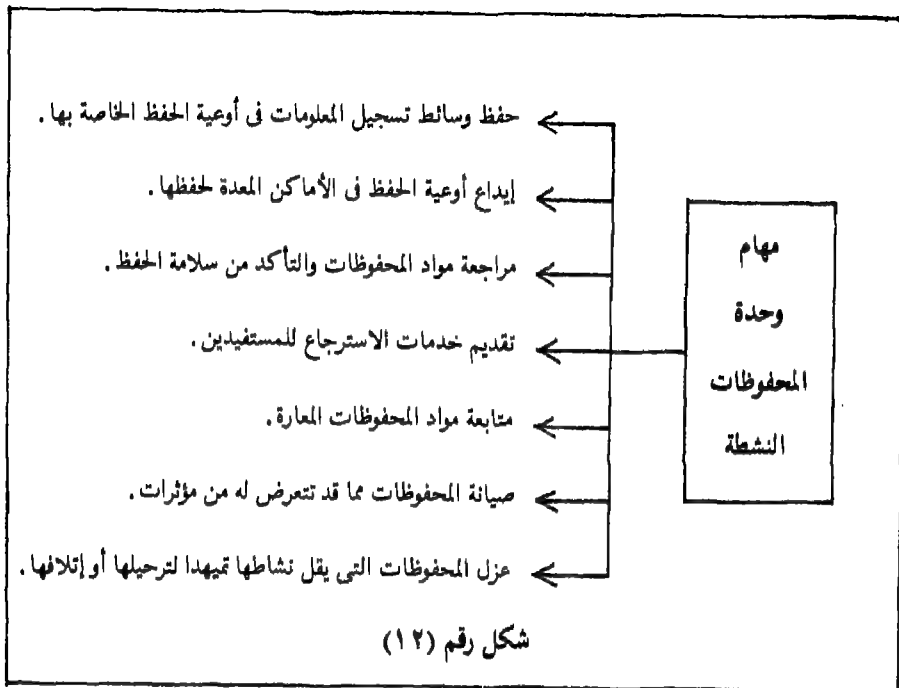 حفظ وسائط تسجيل المعلومات فى أوعية الحفظ الخاصة بها .
إيداع أوعية الحفظ فى الأماكن المعدة لحفظها .
مراجعة مواد المحفوظات والتأكد من سلامة الحفظ .
تقديم خدمات الاسترجاع للمستفيدين .
متابعة مواد المحفوظات المعارة .
صيانة المحفوظات مما قد تتعرض له من مؤثرات .
عزل المحفوظات التى يقل نشاطها تميهدا لترحيلها أو إتلافها .
مهام
وحدة
المحفوظات
النشطة
شكل رقم (١٢)